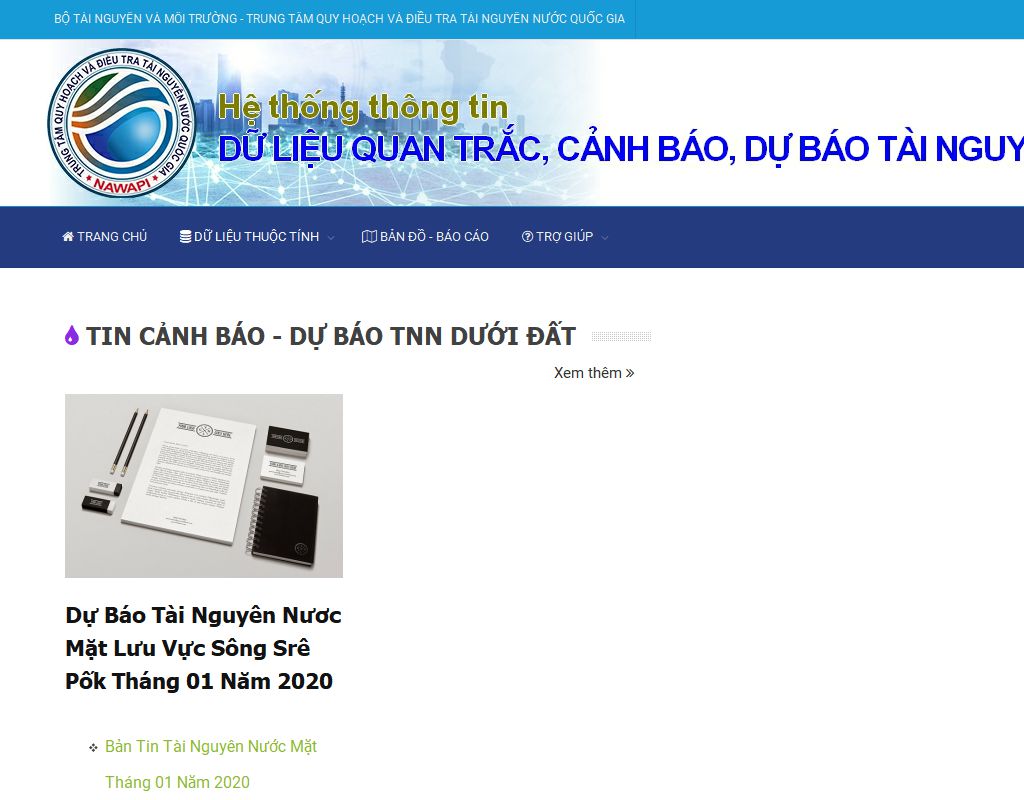 BỘ TÀI NGUYÊN VÀ MÔI TRƯỜNG - TRUNG TÂM QUY HOẠCH VÀ ĐIỀU TRA TÀI NGUYÊN NƯỚC QUỐC GIA
TRUNG TÂM QUY HOẠCH VÀ ĐIỀU TRA TÀI NGUYÊN NƯỚC QUỐC GIA
NAWAPI
Hệ thống thông tin
DỮ LIỆU QUAN TRẮC, CẢNH BÁO, DỰ BÁO TÀI NGUY
TRANG CHỦ DỮ LIỆU THUỘC TÍNH BẢN ĐỒ - BÁO CÁO TRỢ GIÚP
TIN CẢNH BÁO - DỰ BÁO TNN DƯỚI ĐẤT
Xem thêm »
Dự Báo Tài Nguyên Nươc
Mặt Lưu Vực Sông Srê
Pốk Tháng 01 Năm 2020
Bản Tin Tài Nguyên Nước Mặt
Tháng 01 Năm 2020